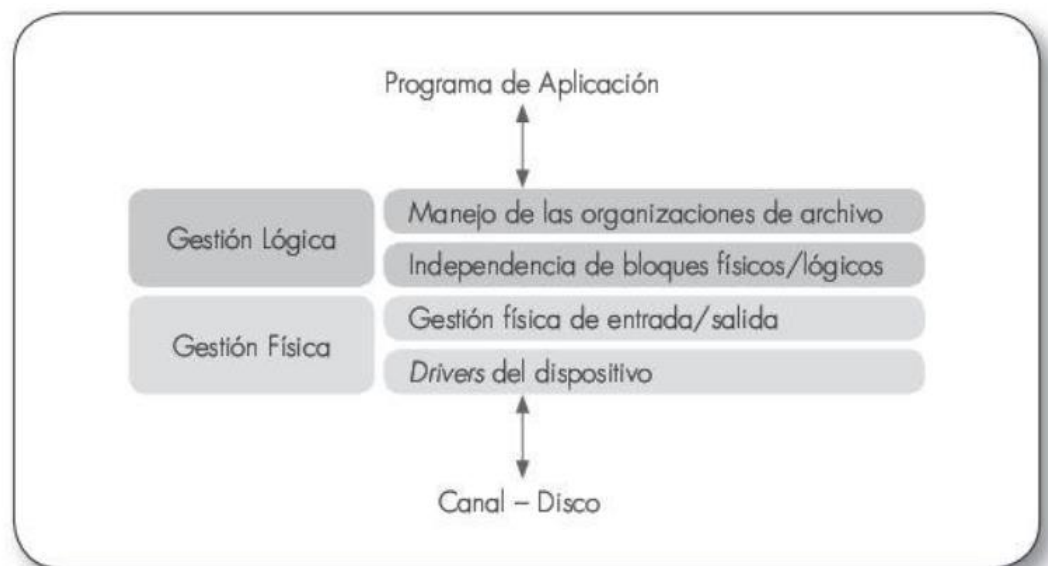 Programa de Aplicación
Gestión Lógica
Manejo de las organizaciones de archivo
Independencia de bloques físicos/lógicos
Gestión Física
Gestión física de entrada/salida
Drivers del dispositivo
Canal – Disco